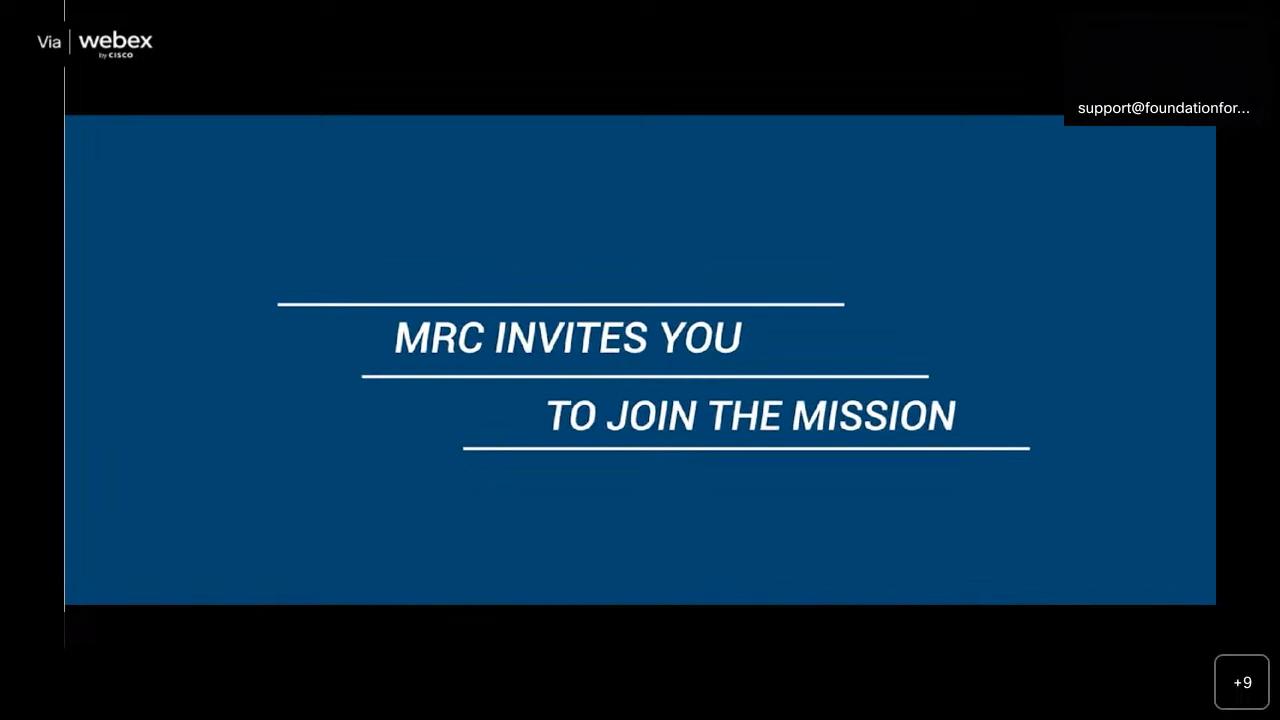 Via webex
by CISCO
support@foundationfor...
MRC INVITES YOU
TO JOIN THE MISSION
+9